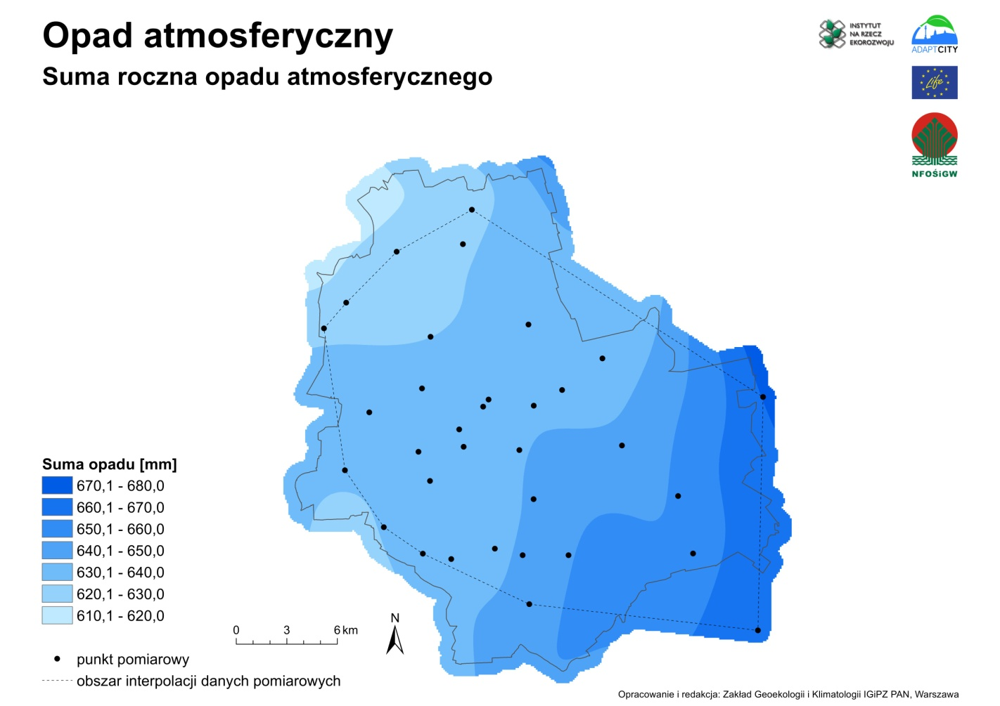 Opad atmosferyczny
Suma roczna opadu atmosferycznego
INSTYTUT
NA RZECZ
EKOROZWOJU
ADAPTCITY
Life
NFOŚiGW
Suma opadu [mm]
670,1 - 680,0
660,1 - 670,0
650,1 - 660,0
640,1 - 650,0
630,1 - 640,0
620,1 - 630,0
610,1 - 620,0
0 3 6 km
N
punkt pomiarowy
obszar interpolacji danych pomiarowych
Opracowanie i redakcja: Zakład Geoekologii i Klimatologii IGiPZ PAN, Warszawa